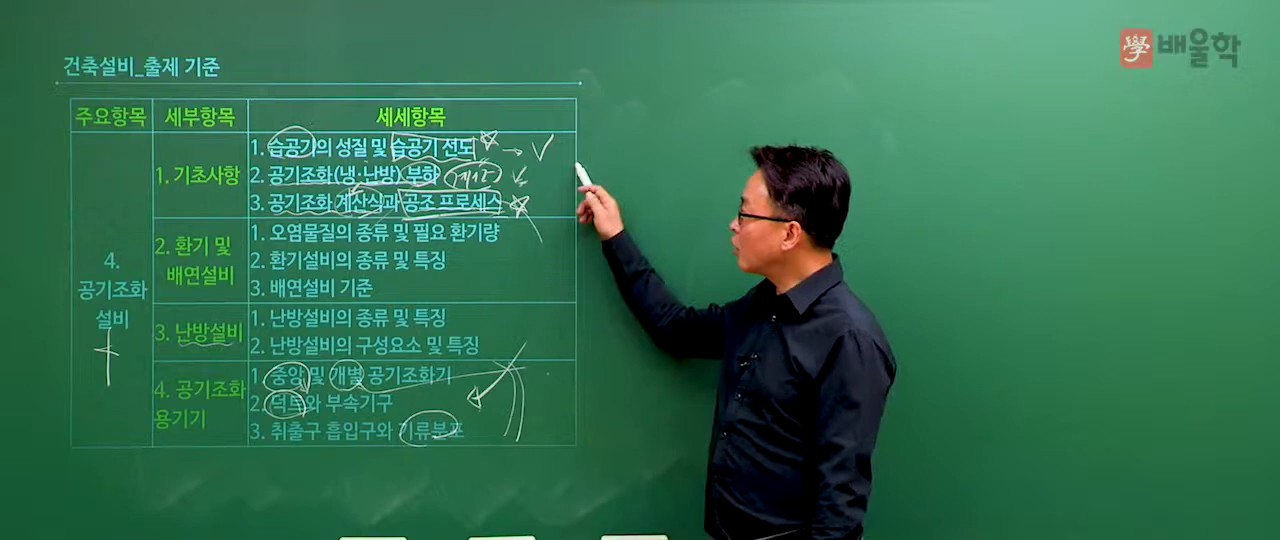 건축설비_출제 기준
學 배울학
주요항목 세부항목 세세항목
4.
공기조화
설비
1. 기초사항
1. 습공기의 성질 및 습공기 선도
2. 공기조화(냉·난방) 부하
3. 공기조화 계산식과 공조 프로세스
2. 환기 및
배연설비
1. 오염물질의 종류 및 필요 환기량
2. 환기설비의 종류 및 특징
3. 배연설비 기준
3. 난방설비
1. 난방설비의 종류 및 특징
2. 난방설비의 구성요소 및 특징
4. 공기조화
용기기
1. 중앙 및 개별 공기조화기
2. 덕트와 부속기구
3. 취출구 흡입구와 기류분포